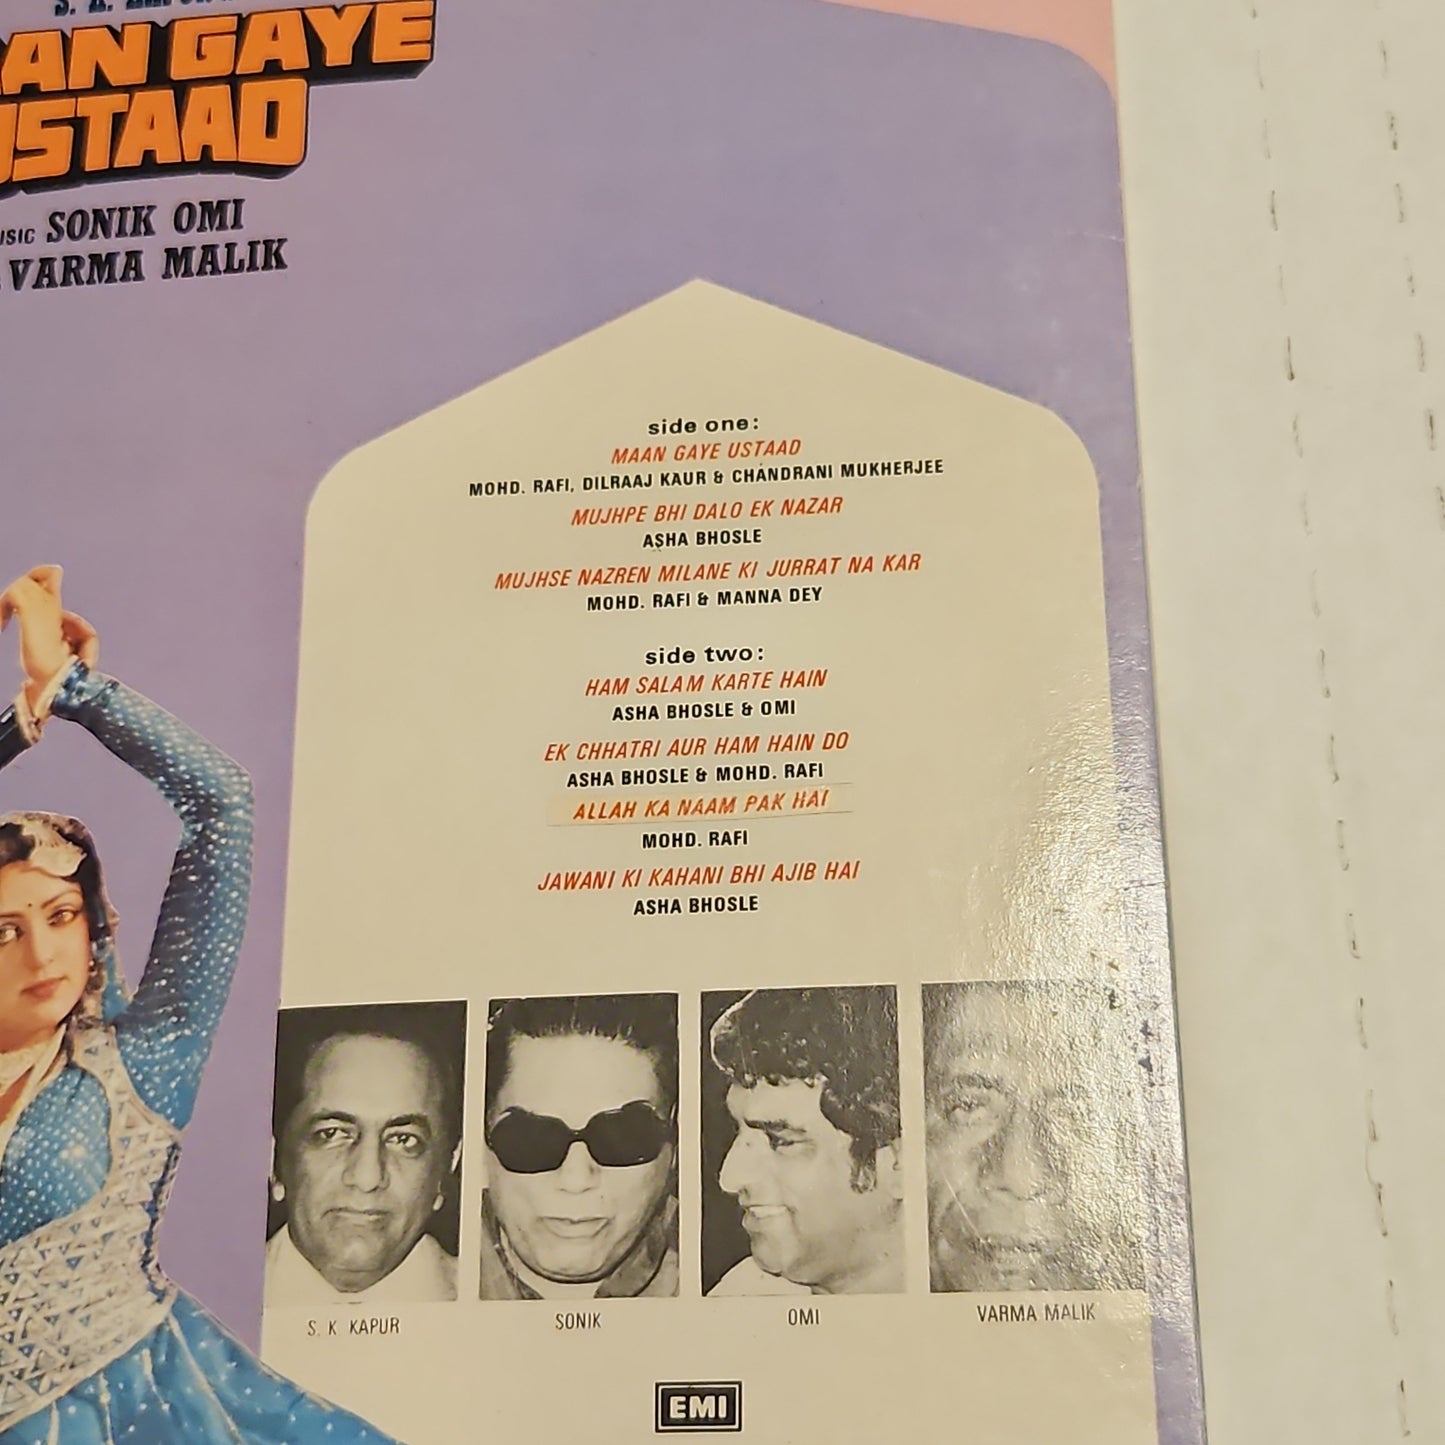 S. K.
AAN GAYE
USTAAD
SONIK OMI
VARMA MALIK
side one:
MAAN GAYE USTAAD
MOHD. RAFI, DILRAAJ KAUR & CHANDRANI MUKHERJEE
MUJHPE BHI DALO EK NAZAR
ASHA BHOSLE
MUJHSE NAZREN MILANE KI JURRAT NA KAR
MOHD. RAFI & MANNA DEY
side two:
HAM SALAM KARTE HAIN
ASHA BHOSLE & OMI
EK CHHATRI AUR HAM HAIN DO
ASHA BHOSLE & MOHD. RAFI
ALLAH KA NAAM PAK HAI
MOHD. RAFI
JAWANI KI KAHANI BHI AJIB HAI
ASHA BHOSLE
S. K. KAPUR
SONIK
OMI
VARMA MALIK
EMI